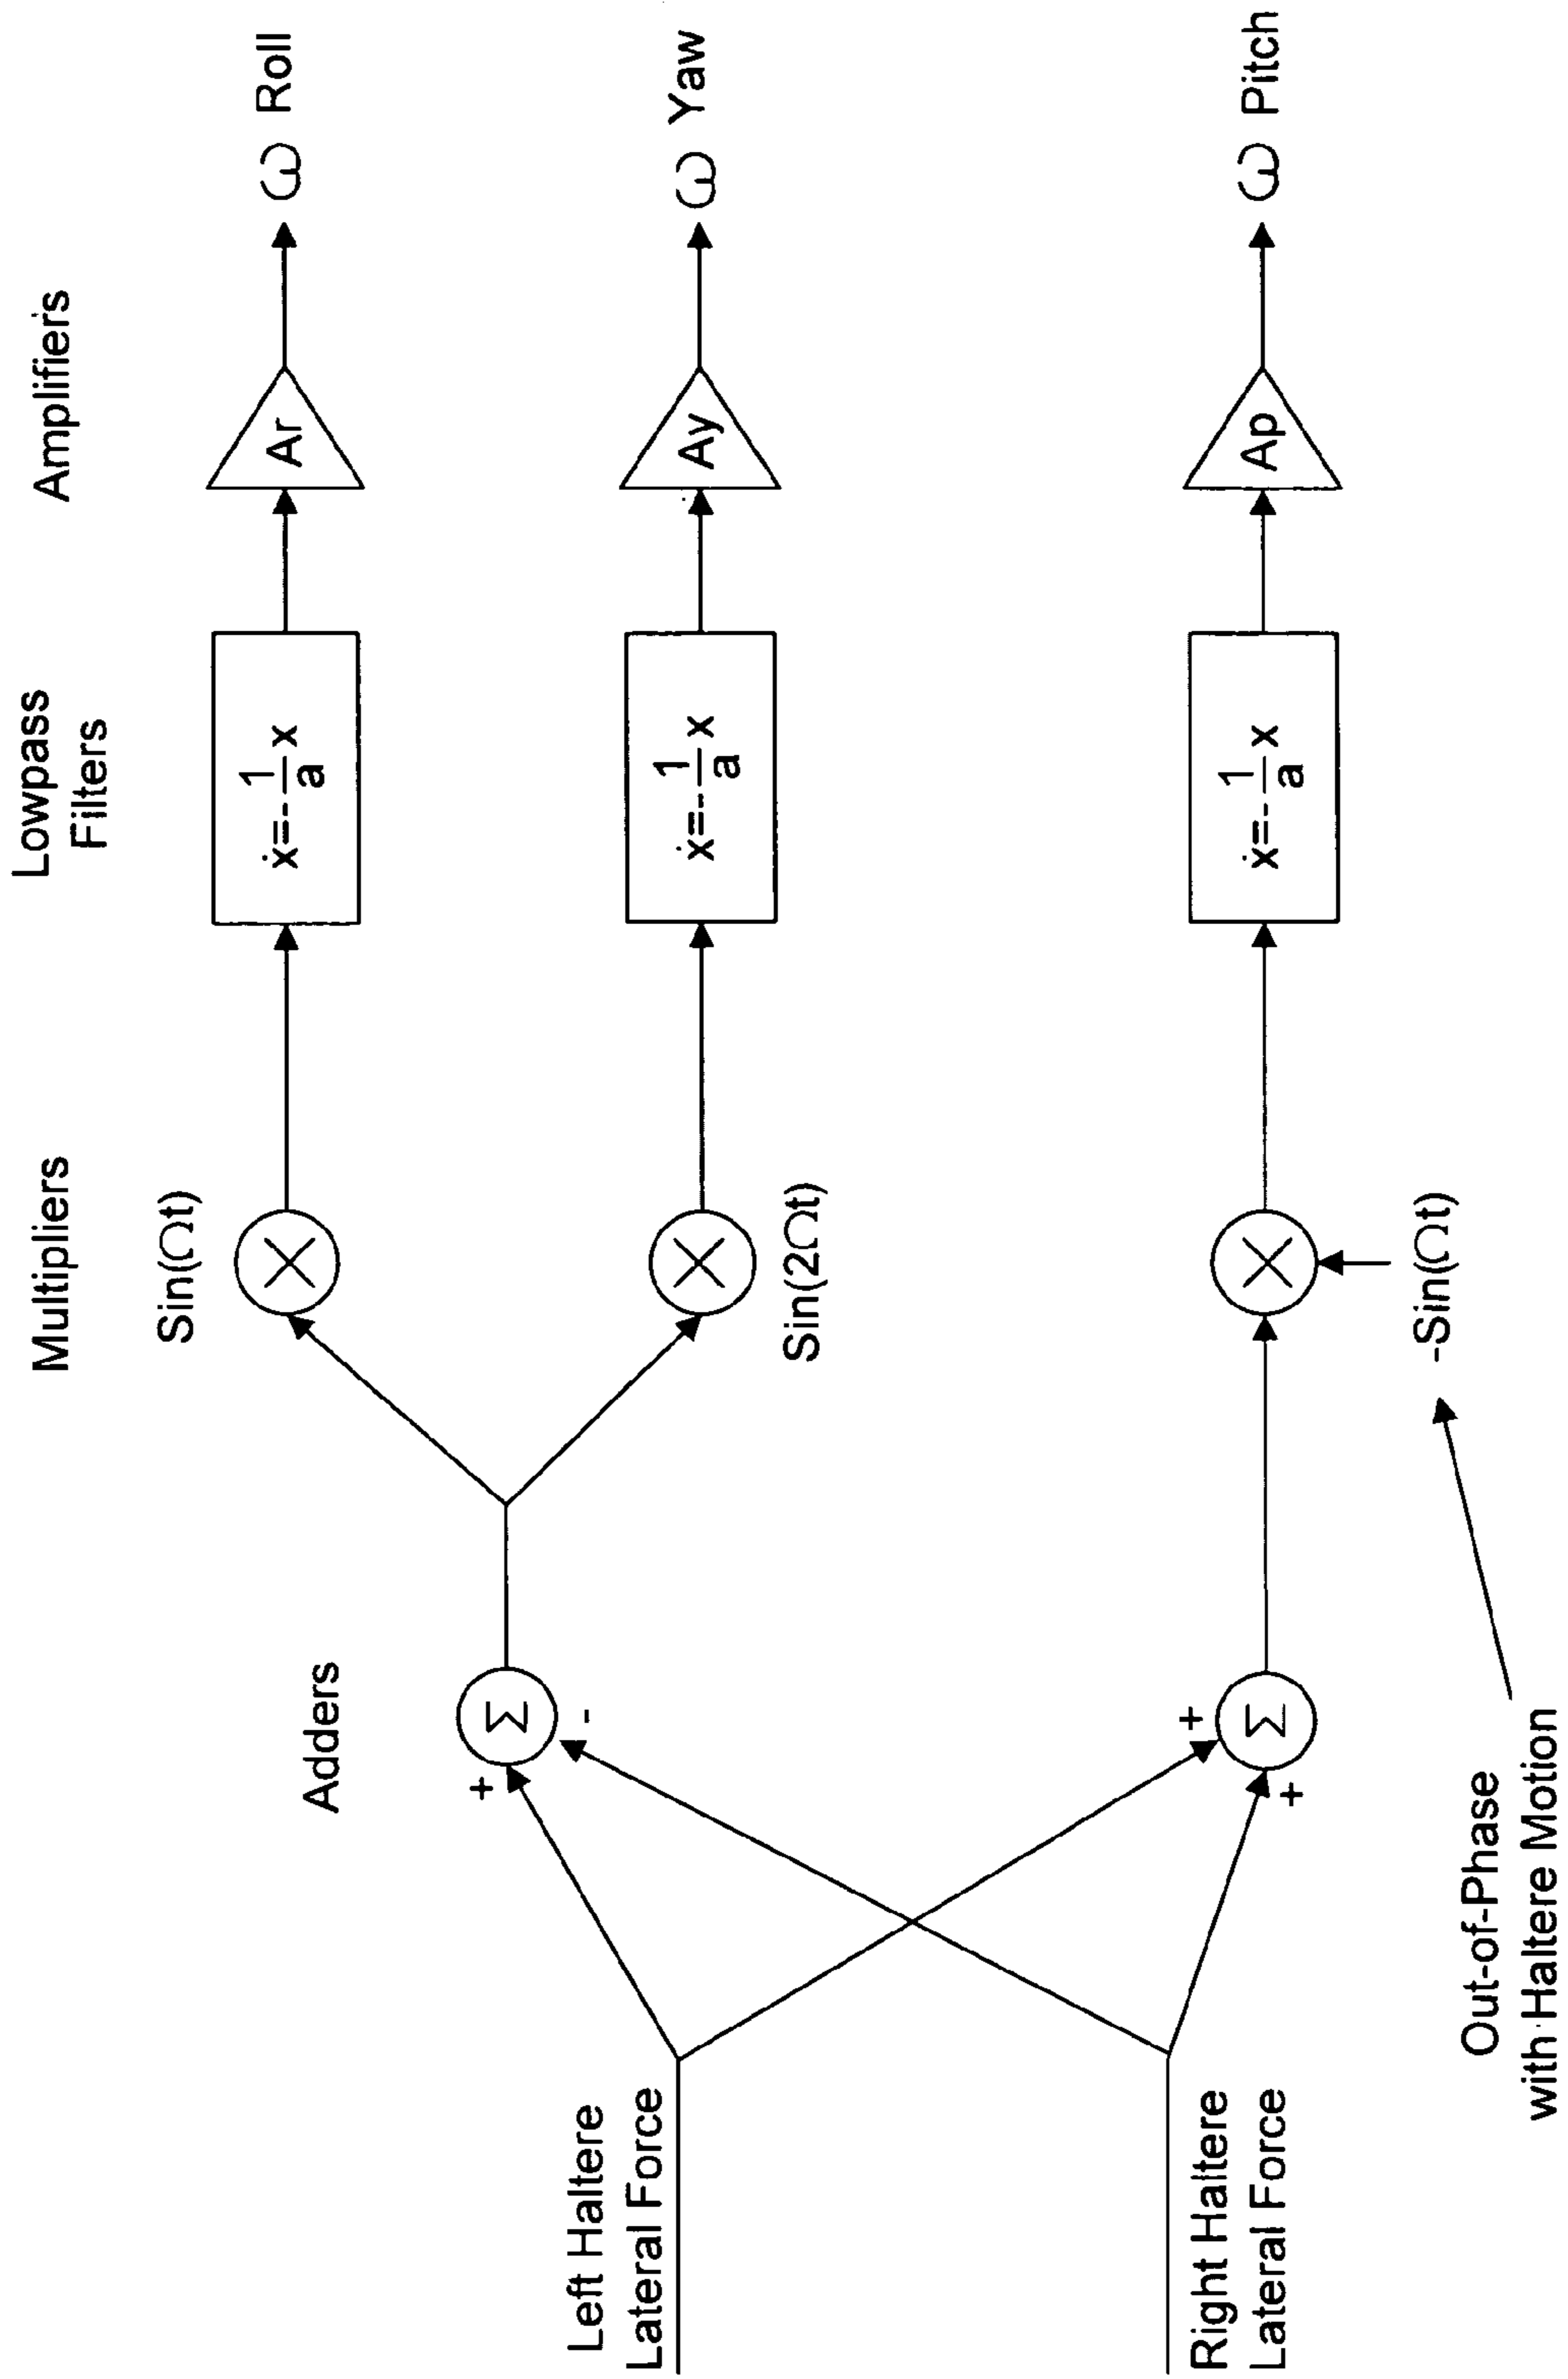 Left Haltere
Lateral Force
Right Haltere
Lateral Force
Adders
+
Σ
-
+
Σ
+
Out-of-Phase
with Haltere Motion
Multipliers
Sin(Ωt)
Sin(2Ωt)
-Sin(Ωt)
Lowpass
Filters
ẋ=-1/a x
ẋ=-1/a x
ẋ=-1/a x
Amplifiers
Ar
Ay
Ap
ω Roll
ω Yaw
ω Pitch